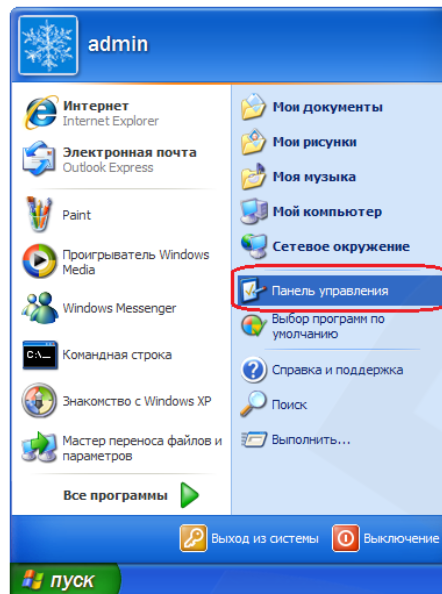 admin
Интернет
Internet Explorer
Электронная почта
Outlook Express
Paint
Проигрыватель Windows
Media
Windows Messenger
C:\_
Командная строка
Знакомство с Windows XP
Мастер переноса файлов и
параметров
Все программы
Мои документы
Мои рисунки
Моя музыка
Мой компьютер
Сетевое окружение
Панель управления
Выбор программ по
умолчанию
Справка и поддержка
Поиск
Выполнить...
Выход из системы
Выключение
пуск